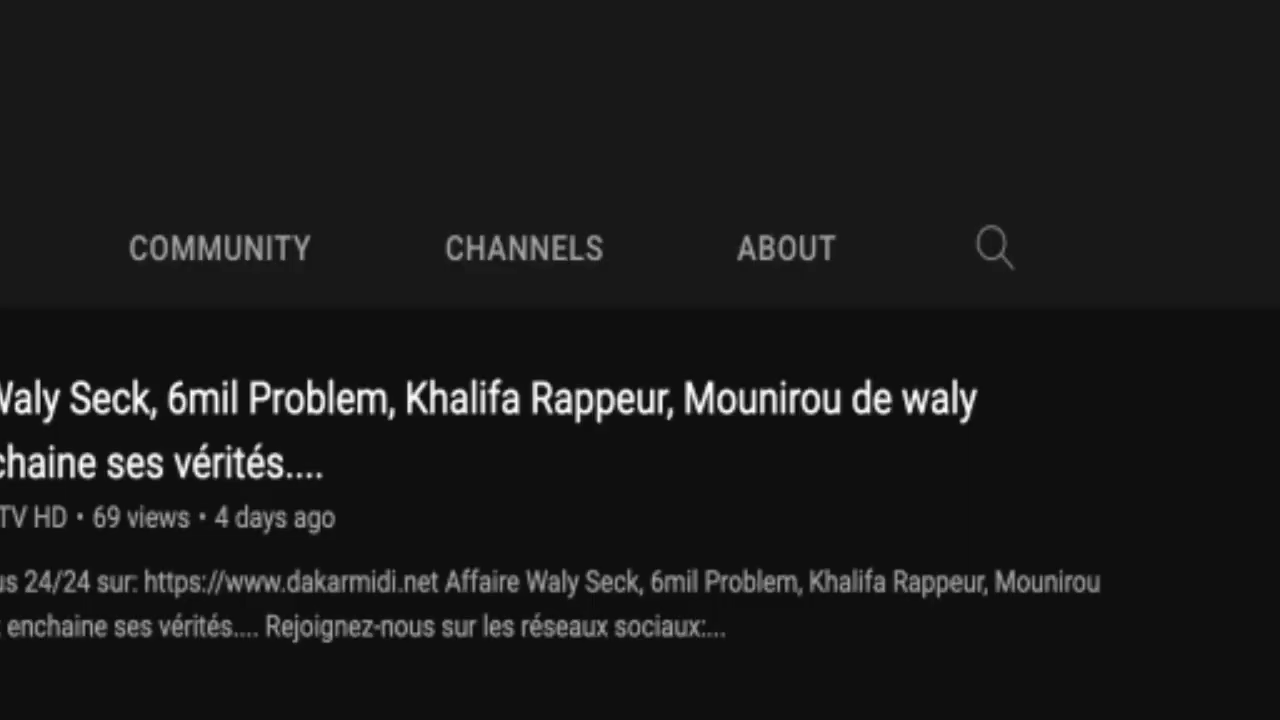 COMMUNITY CHANNELS ABOUT
Waly Seck, 6mil Problem, Khalifa Rappeur, Mounirou de waly
chaine ses vérités....
TV HD • 69 views • 4 days ago
us 24/24 sur: https://www.dakarmidi.net Affaire Waly Seck, 6mil Problem, Khalifa Rappeur, Mounirou
enchaine ses vérités.... Rejoignez-nous sur les réseaux sociaux:...